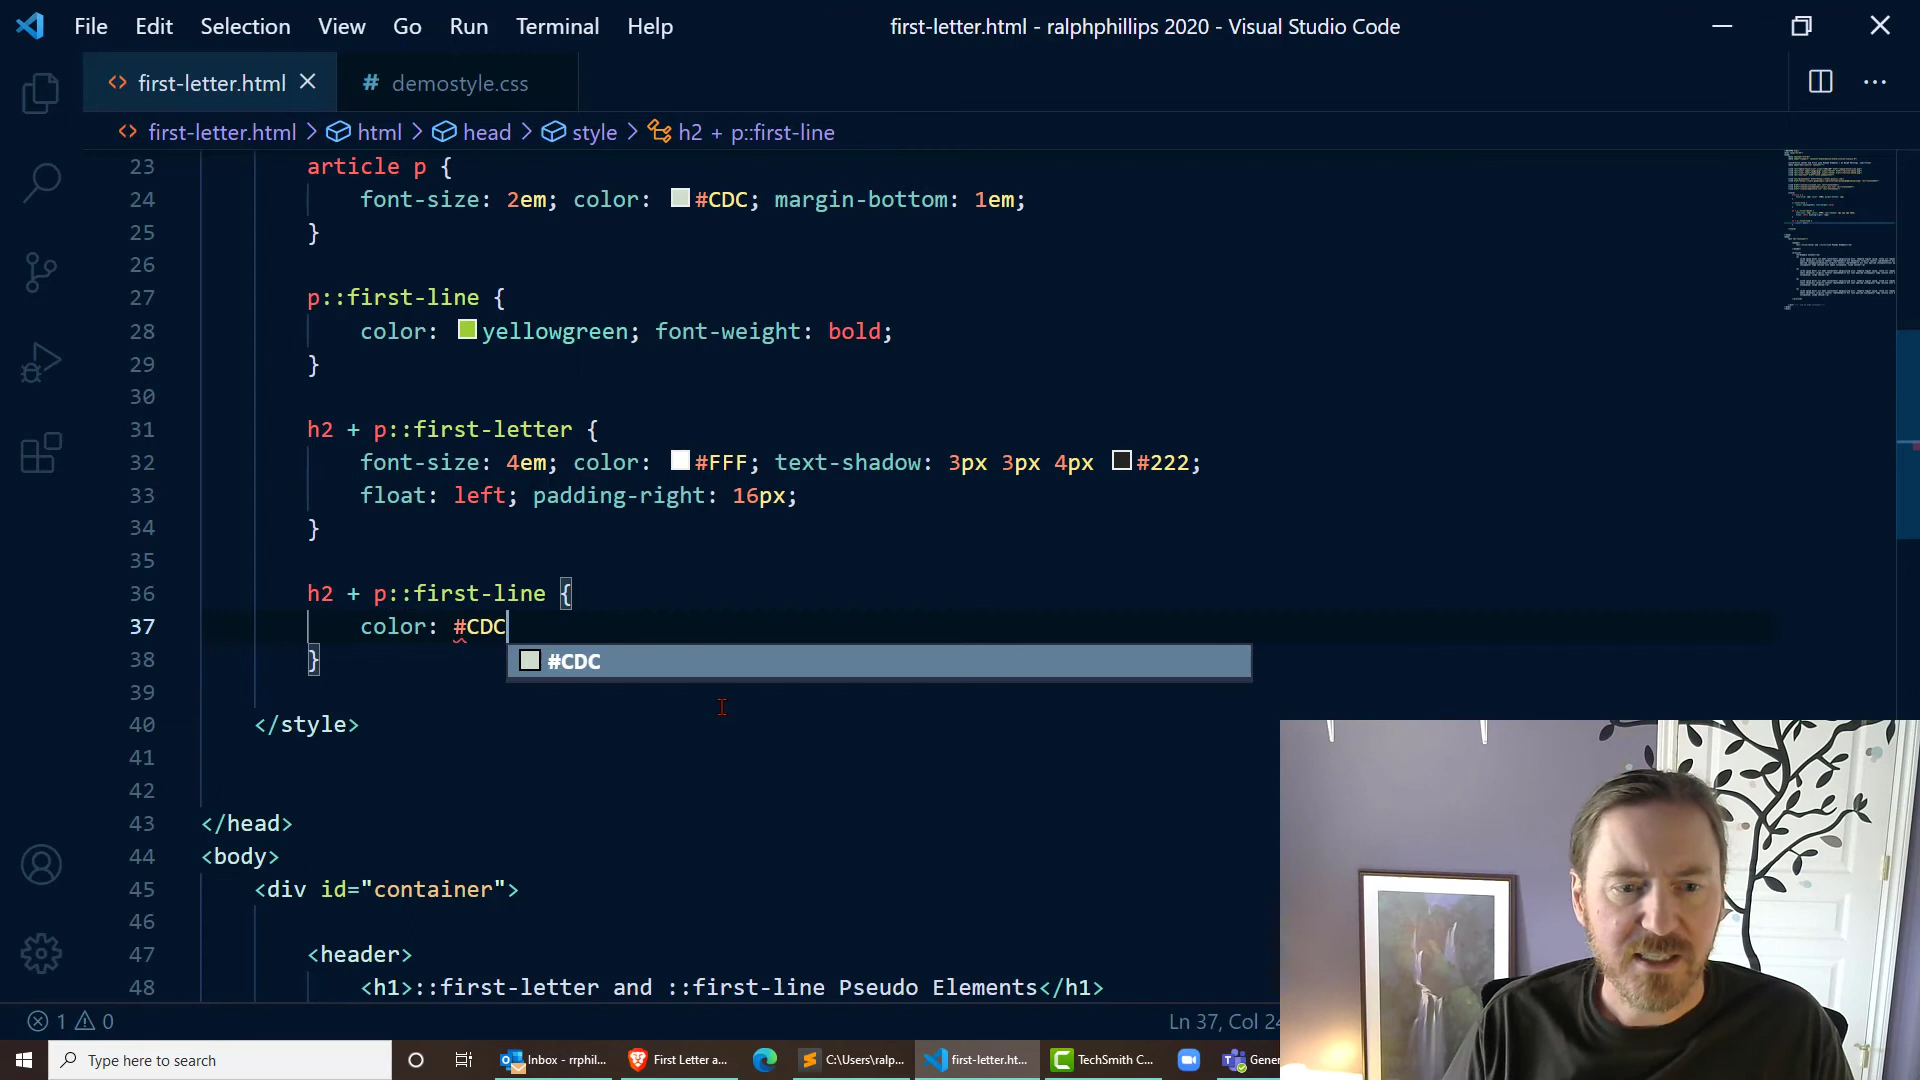 File Edit Selection View Go Run Terminal Help first-letter.html - ralphphillips 2020 - Visual Studio Code
first-letter.html demostyle.css
first-letter.html html head style h2 + p::first-line
23 article p {
24 font-size: 2em; color: #CDC; margin-bottom: 1em;
25 }
26
27 p::first-line {
28 color: yellowgreen; font-weight: bold;
29 }
30
31 h2 + p::first-letter {
32 font-size: 4em; color: #FFF; text-shadow: 3px 3px 4px #222;
33 float: left; padding-right: 16px;
34 }
35
36 h2 + p::first-line {
37 color: #CDC
38 }
#CDC
39
40 </style>
41
42
43 </head>
44 <body>
45 <div id="container">
46
47 <header>
48 <h1>::first-letter and ::first-line Pseudo Elements</h1>
1 0 Ln 37, Col 24
Type here to search Inbox - rrphil... First Letter a... C:\Users\ralp... first-letter.ht... TechSmith C... Gener